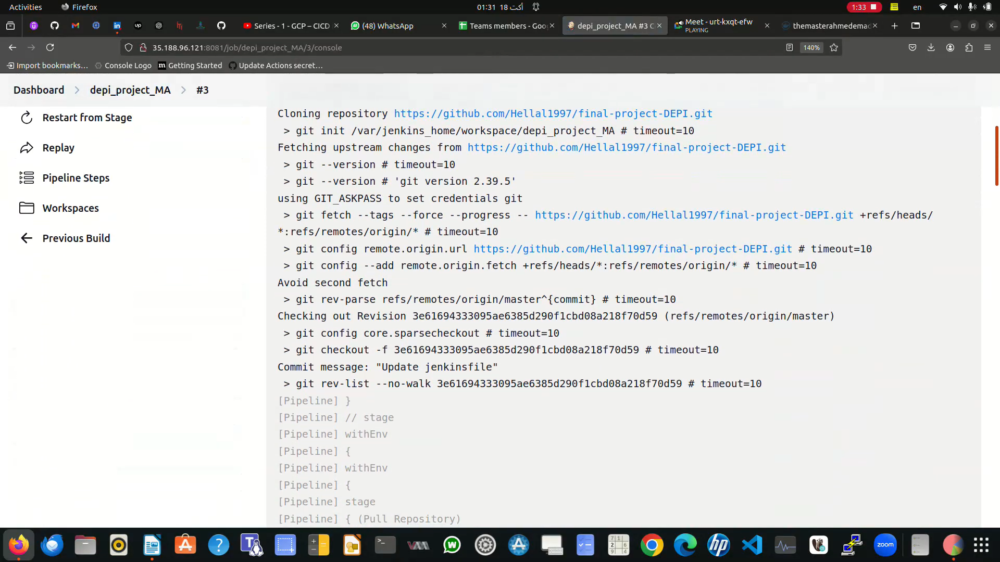 Activities
Firefox
01:31 18 أكت
1:33
en
Series - 1 - GCP – CICD
(48) WhatsApp
Teams members - Goo
depi_project_MA #3 C
Meet - urt-kxqt-efw
PLAYING
themasterahmedemad
35.188.96.121:8081/job/depi_project_MA/3/console
140%
Import bookmarks...
Console Logo
Getting Started
Update Actions secret...
Dashboard
depi_project_MA
#3
Restart from Stage
Replay
Pipeline Steps
Workspaces
Previous Build
Cloning repository https://github.com/Hellal1997/final-project-DEPI.git
> git init /var/jenkins_home/workspace/depi_project_MA # timeout=10
Fetching upstream changes from https://github.com/Hellal1997/final-project-DEPI.git
> git --version # timeout=10
> git --version # 'git version 2.39.5'
using GIT_ASKPASS to set credentials git
> git fetch --tags --force --progress -- https://github.com/Hellal1997/final-project-DEPI.git +refs/heads/
*:refs/remotes/origin/* # timeout=10
> git config remote.origin.url https://github.com/Hellal1997/final-project-DEPI.git # timeout=10
> git config --add remote.origin.fetch +refs/heads/*:refs/remotes/origin/* # timeout=10
Avoid second fetch
> git rev-parse refs/remotes/origin/master^{commit} # timeout=10
Checking out Revision 3e61694333095ae6385d290f1cbd08a218f70d59 (refs/remotes/origin/master)
> git config core.sparsecheckout # timeout=10
> git checkout -f 3e61694333095ae6385d290f1cbd08a218f70d59 # timeout=10
Commit message: "Update jenkinsfile"
> git rev-list --no-walk 3e61694333095ae6385d290f1cbd08a218f70d59 # timeout=10
[Pipeline] }
[Pipeline] // stage
[Pipeline] withEnv
[Pipeline] {
[Pipeline] withEnv
[Pipeline] {
[Pipeline] stage
[Pipeline] { (Pull Repository)